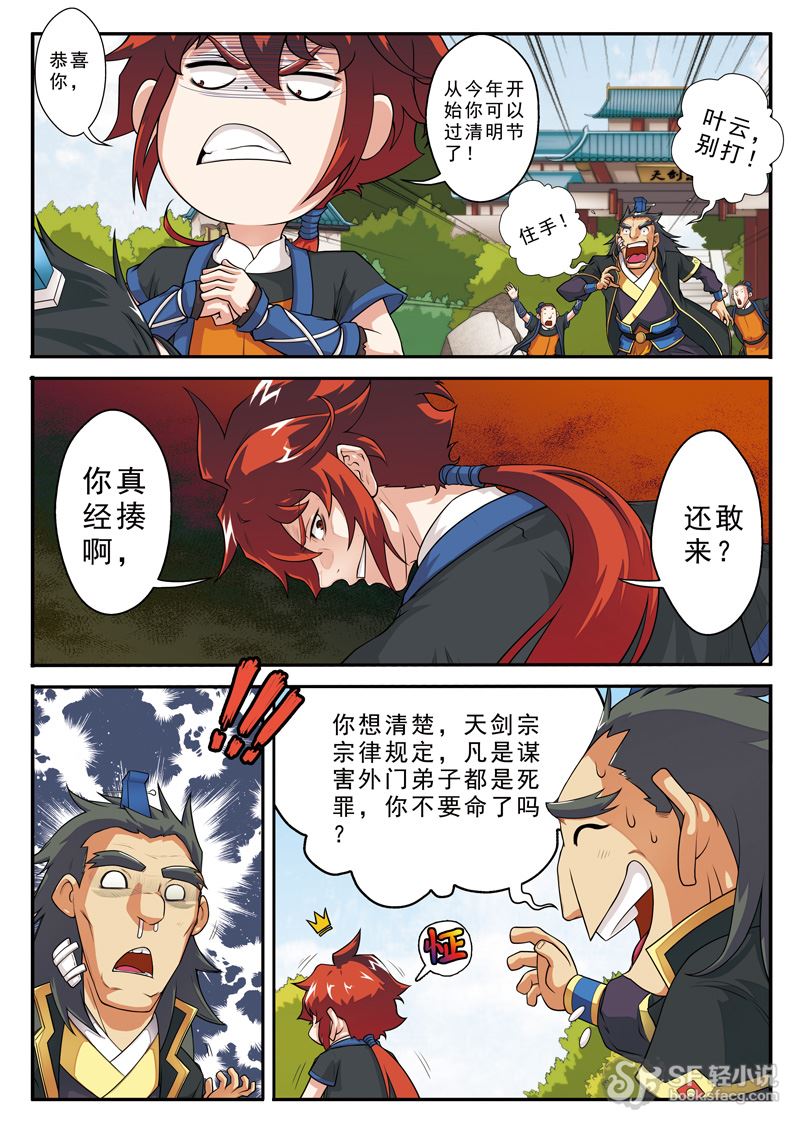 恭喜
你，
从今年开
始你可以
过清明节
了！
叶云，
别打！
住手！
天剑
你真
经揍
啊，
还敢
来？
!!!
你想清楚，天剑宗
宗律规定，凡是谋
害外门弟子都是死
罪，你不要命了吗
？
怔
SF轻小说
book.sfacg.com